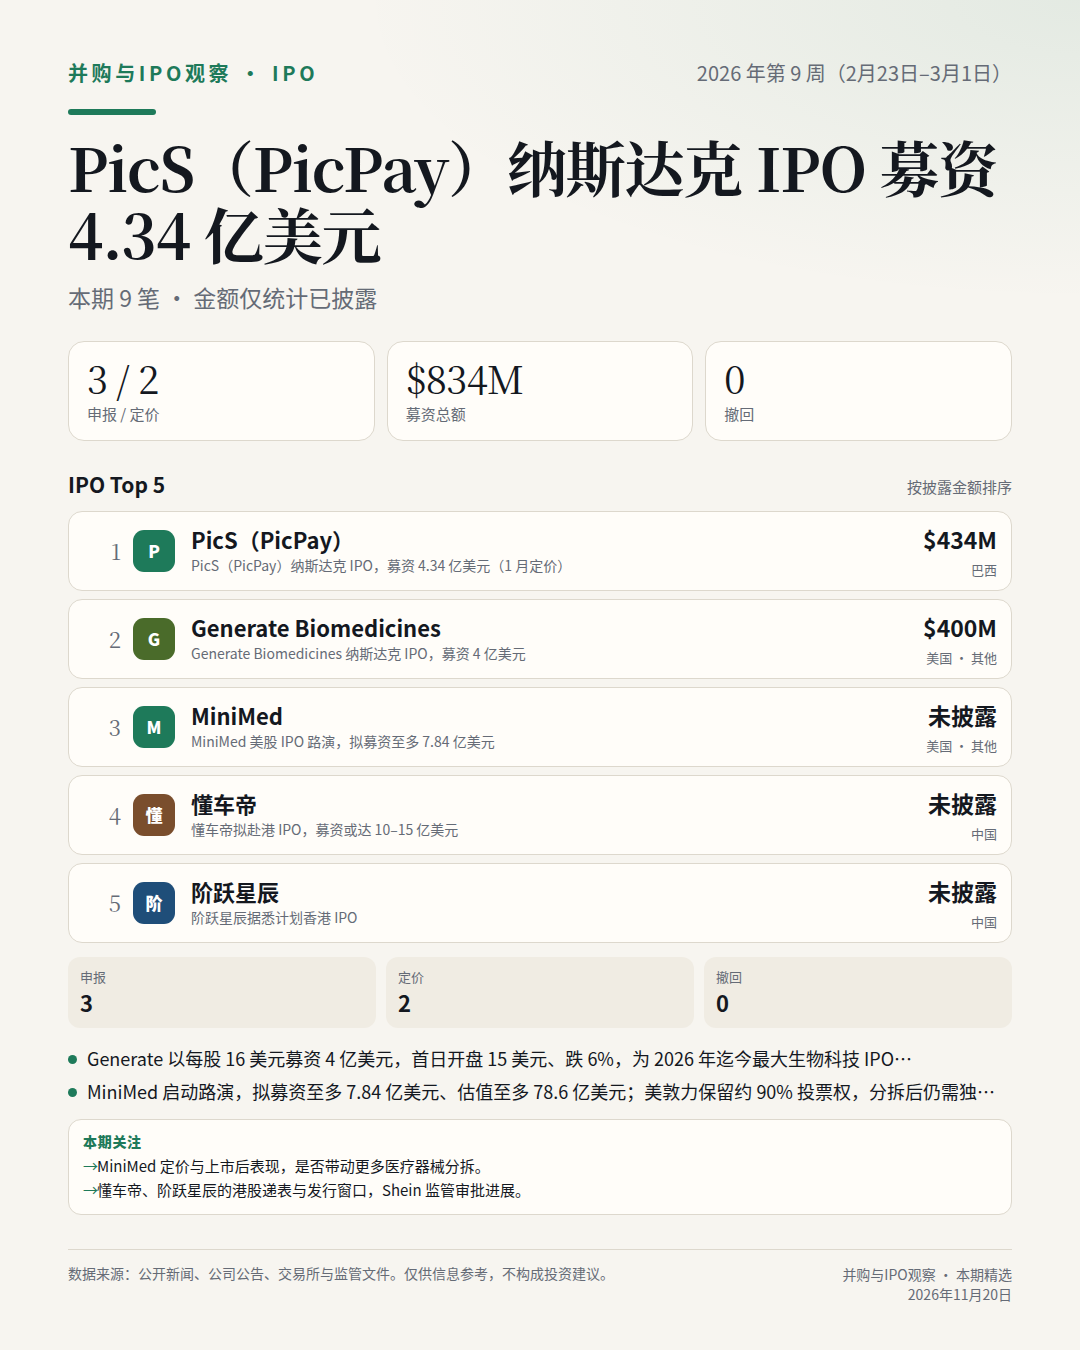 并购与IPO观察 · IPO
2026 年第 9 周（2月23日–3月1日）
PicS（PicPay）纳斯达克 IPO 募资
4.34 亿美元
本期 9 笔 · 金额仅统计已披露
3 / 2
申报 / 定价
$834M
募资总额
0
撤回
IPO Top 5
按披露金额排序
1
P
PicS（PicPay）
PicS（PicPay）纳斯达克 IPO，募资 4.34 亿美元（1 月定价）
$434M
巴西
2
G
Generate Biomedicines
Generate Biomedicines 纳斯达克 IPO，募资 4 亿美元
$400M
美国 · 其他
3
M
MiniMed
MiniMed 美股 IPO 路演，拟募资至多 7.84 亿美元
未披露
美国 · 其他
4
懂
懂车帝
懂车帝拟赴港 IPO，募资或达 10–15 亿美元
未披露
中国
5
阶
阶跃星辰
阶跃星辰据悉计划香港 IPO
未披露
中国
申报
3
定价
2
撤回
0
Generate 以每股 16 美元募资 4 亿美元，首日开盘 15 美元、跌 6%，为 2026 年迄今最大生物科技 IPO…
MiniMed 启动路演，拟募资至多 7.84 亿美元、估值至多 78.6 亿美元；美敦力保留约 90% 投票权，分拆后仍需独…
本期关注
→MiniMed 定价与上市后表现，是否带动更多医疗器械分拆。
→懂车帝、阶跃星辰的港股递表与发行窗口，Shein 监管审批进展。
数据来源：公开新闻、公司公告、交易所与监管文件。仅供信息参考，不构成投资建议。
并购与IPO观察 · 本期精选
2026年11月20日